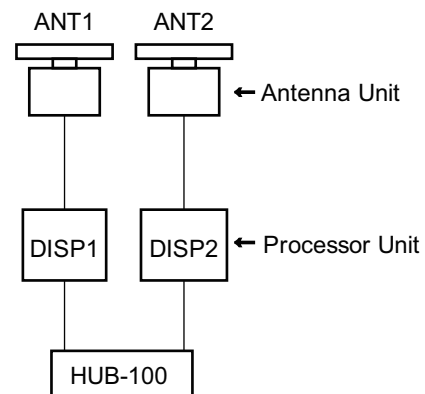 ANT1 ANT2
← Antenna Unit
DISP1 DISP2 ← Processor Unit
HUB-100